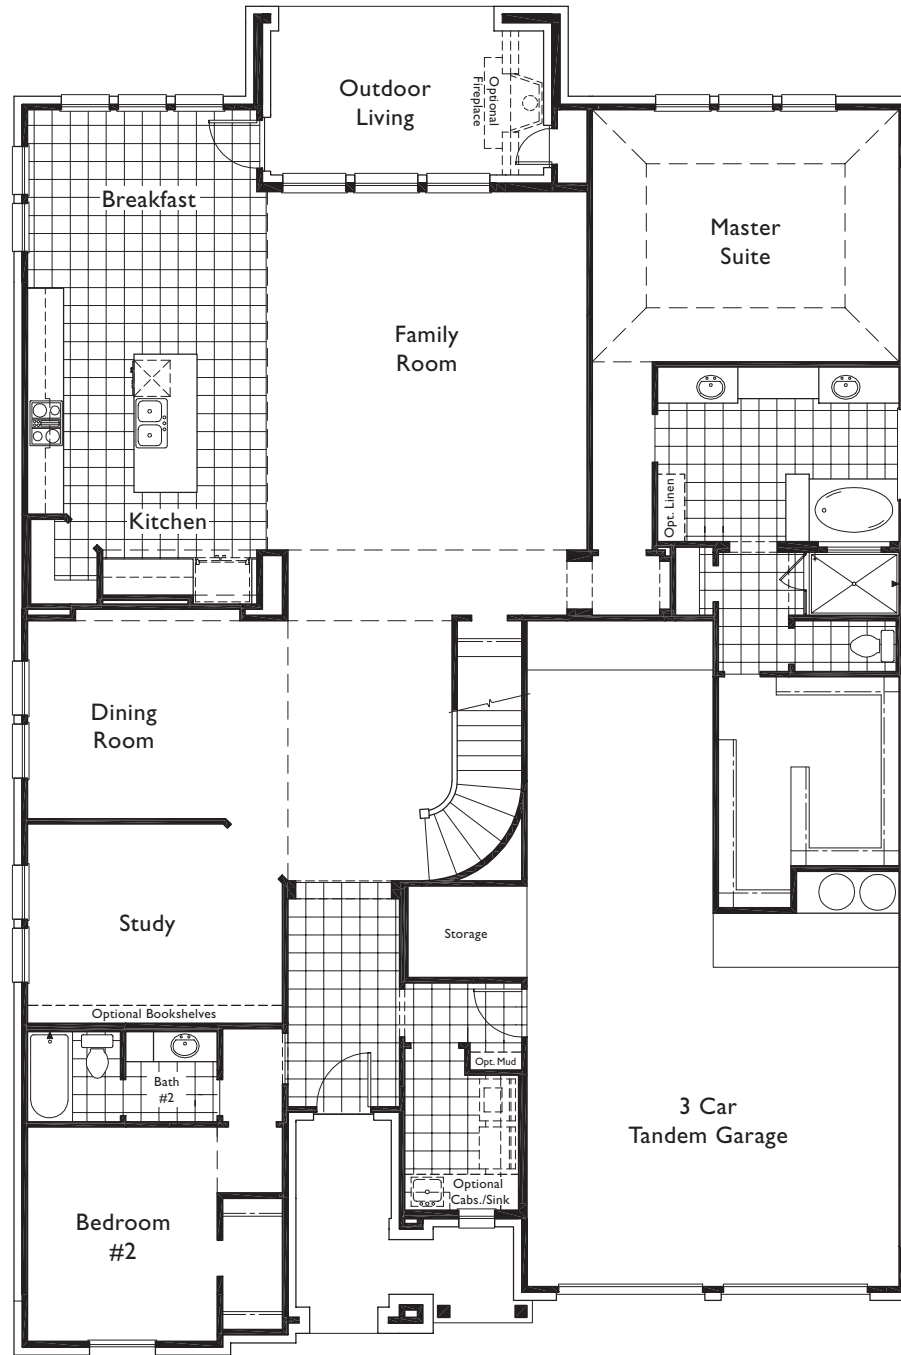 Outdoor
Living
Optional
Fireplace
Breakfast
Master
Suite
Family
Room
Opt. Linen
Kitchen
Dining
Room
Study
Storage
Optional Bookshelves
Opt. Mud
Bath
#2
3 Car
Tandem Garage
Optional
Cabs./Sink
Bedroom
#2